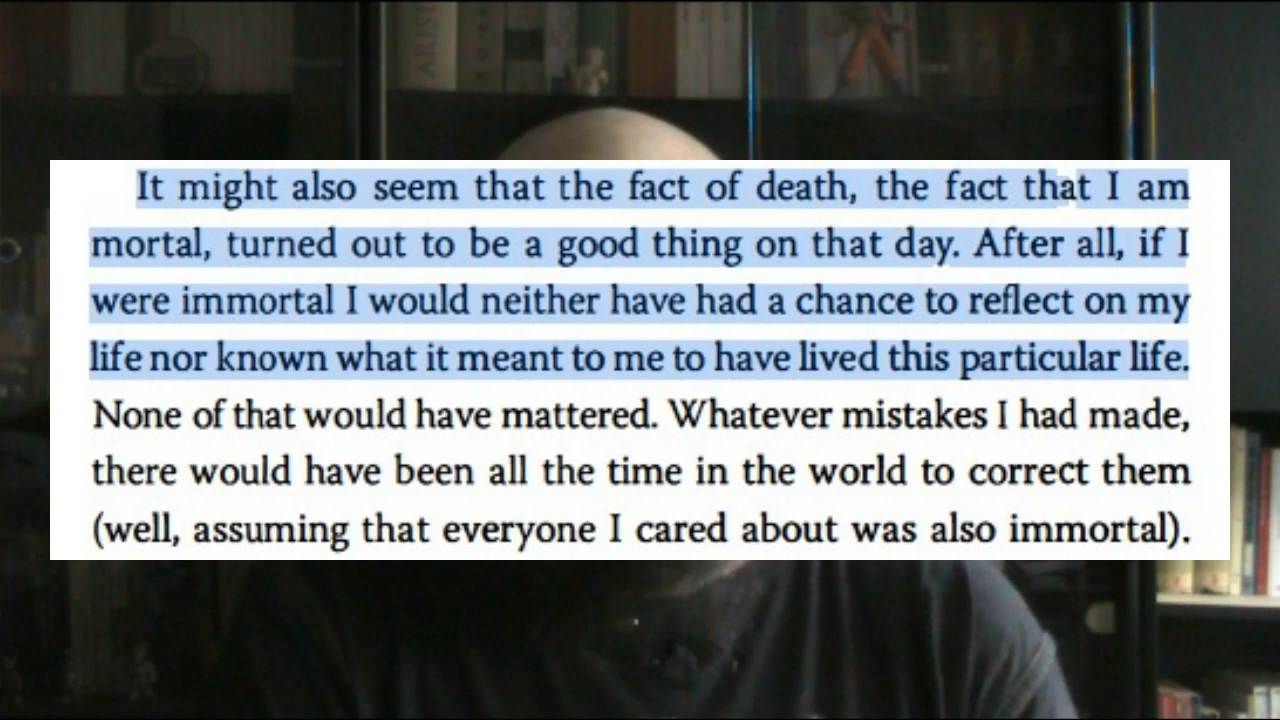 ARIS
It might also seem that the fact of death, the fact that I am
mortal, turned out to be a good thing on that day. After all, if I
were immortal I would neither have had a chance to reflect on my
life nor known what it meant to me to have lived this particular life.
None of that would have mattered. Whatever mistakes I had made,
there would have been all the time in the world to correct them
(well, assuming that everyone I cared about was also immortal).